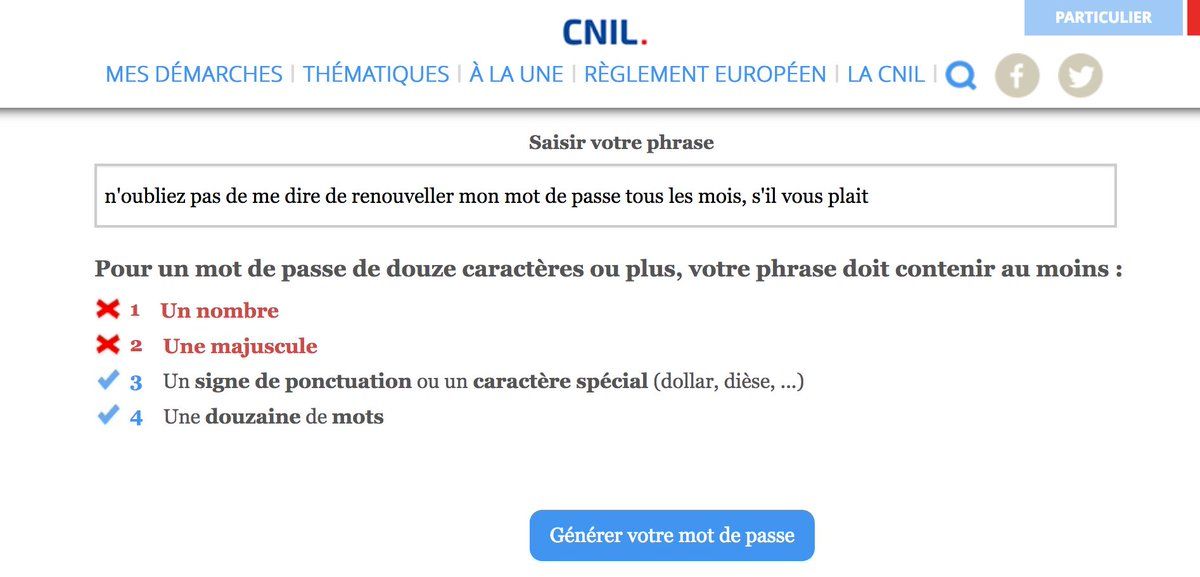 PARTICULIER
CNIL.
MES DÉMARCHES | THÉMATIQUES | À LA UNE | RÈGLEMENT EUROPÉEN | LA CNIL |
Saisir votre phrase
n'oubliez pas de me dire de renouveller mon mot de passe tous les mois, s'il vous plait
Pour un mot de passe de douze caractères ou plus, votre phrase doit contenir au moins :
1 Un nombre
2 Une majuscule
3 Un signe de ponctuation ou un caractère spécial (dollar, dièse, ...)
4 Une douzaine de mots
Générer votre mot de passe